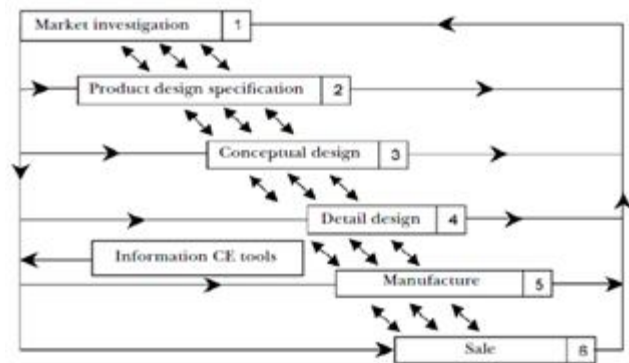 Market investigation 1
Product design specification 2
Conceptual design 3
Detail design 4
Information CE tools
Manufacture 5
Sale 6